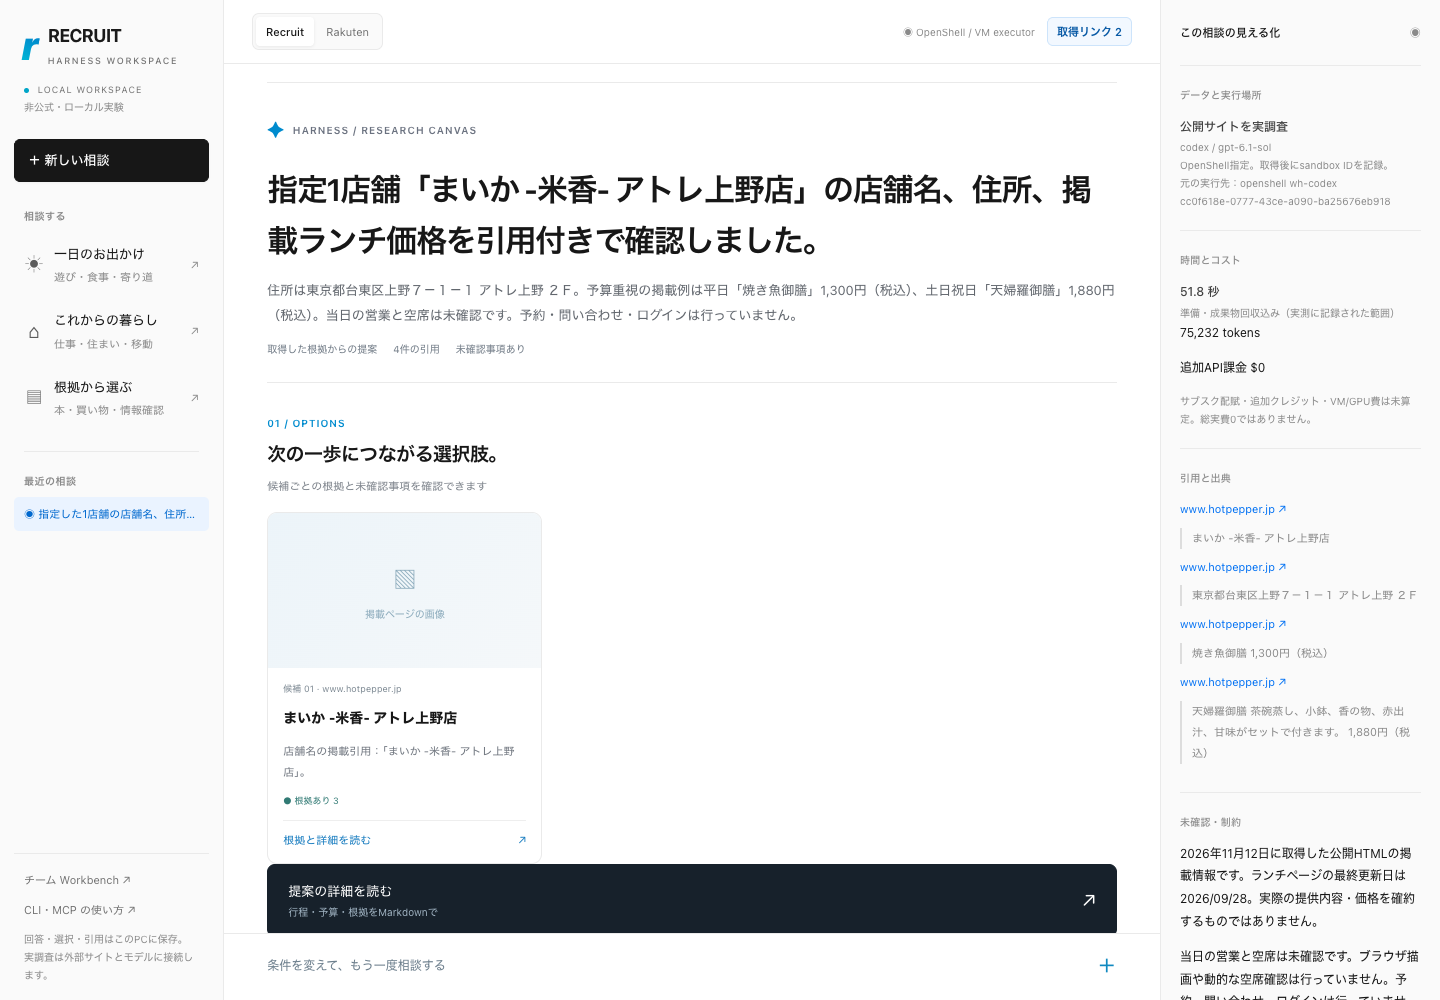 RECRUIT
HARNESS WORKSPACE
LOCAL WORKSPACE
非公式・ローカル実験
+ 新しい相談
相談する
一日のお出かけ
遊び・食事・寄り道
これからの暮らし
仕事・住まい・移動
根拠から選ぶ
本・買い物・情報確認
最近の相談
指定した1店舗の店舗名、住所...
チーム Workbench ↗
CLI・MCP の使い方 ↗
回答・選択・引用はこのPCに保存。
実調査は外部サイトとモデルに接続し
ます。
Recruit
Rakuten
OpenShell / VM executor
取得リンク 2
HARNESS / RESEARCH CANVAS
指定1店舗「まいか -米香- アトレ上野店」の店舗名、住所、掲
載ランチ価格を引用付きで確認しました。
住所は東京都台東区上野７－１－１ アトレ上野 ２Ｆ。予算重視の掲載例は平日「焼き魚御膳」1,300円（税込）、土日祝日「天婦羅御膳」1,880円
（税込）。当日の営業と空席は未確認です。予約・問い合わせ・ログインは行っていません。
取得した根拠からの提案 4件の引用 未確認事項あり
01 / OPTIONS
次の一歩につながる選択肢。
候補ごとの根拠と未確認事項を確認できます
掲載ページの画像
候補 01 · www.hotpepper.jp
まいか -米香- アトレ上野店
店舗名の掲載引用：「まいか -米香- アトレ上野
店」。
根拠あり 3
根拠と詳細を読む ↗
提案の詳細を読む
行程・予算・根拠をMarkdownで
条件を変えて、もう一度相談する
この相談の見える化
データと実行場所
公開サイトを実調査
codex / gpt-6.1-sol
OpenShell指定。取得後にsandbox IDを記録。
元の実行先：openshell wh-codex
cc0f618e-0777-43ce-a090-ba25676eb918
時間とコスト
51.8 秒
準備・成果物回収込み（実測に記録された範囲）
75,232 tokens
追加API課金 $0
サブスク配賦・追加クレジット・VM/GPU費は未算
定。総実費0ではありません。
引用と出典
www.hotpepper.jp ↗
まいか -米香- アトレ上野店
www.hotpepper.jp ↗
東京都台東区上野７－１－１ アトレ上野 ２Ｆ
www.hotpepper.jp ↗
焼き魚御膳 1,300円（税込）
www.hotpepper.jp ↗
天婦羅御膳 茶碗蒸し、小鉢、香の物、赤出
汁、甘味がセットで付きます。 1,880円（税
込）
未確認・制約
2026年11月12日に取得した公開HTMLの掲
載情報です。ランチページの最終更新日は
2026/09/28。実際の提供内容・価格を確約
するものではありません。
当日の営業と空席は未確認です。ブラウザ描
画や動的な空席確認は行っていません。予
約・問い合わせ・ログインは行っていませ